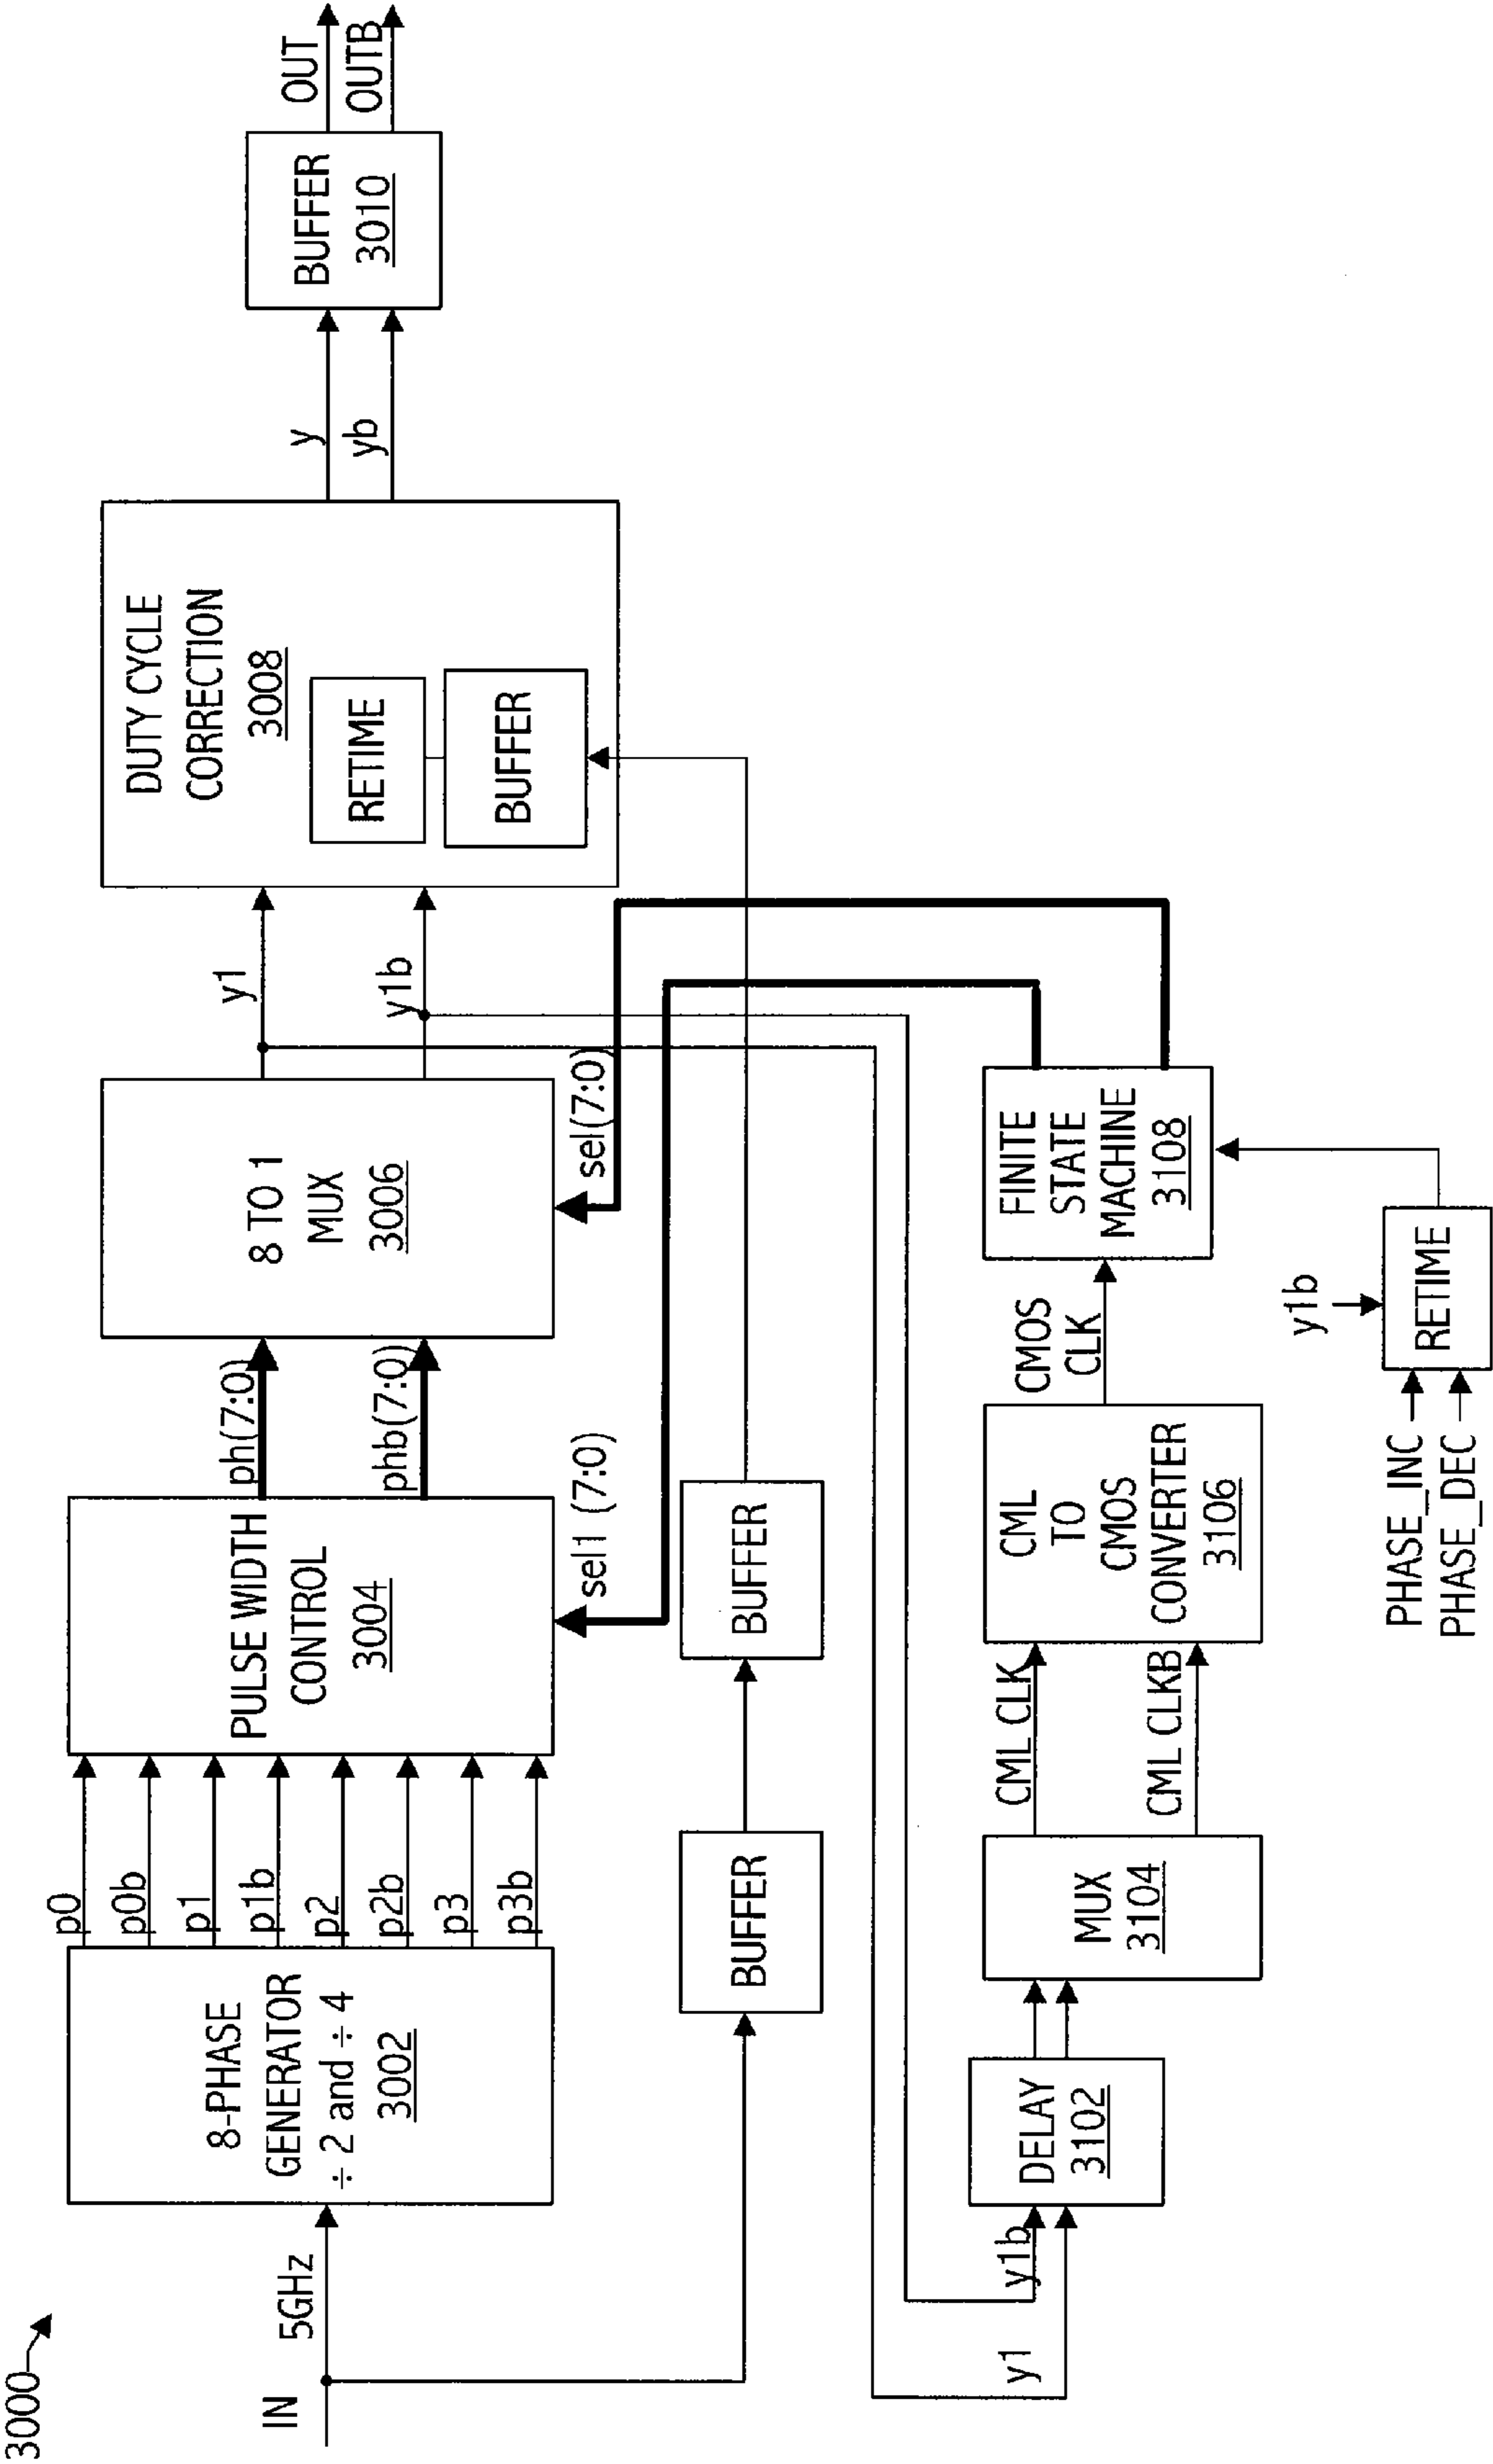 3000
IN
5GHz
8-PHASE
GENERATOR
÷ 2 and ÷ 4
3002
p0
p0b
p1
p1b
p2
p2b
p3
p3b
PULSE WIDTH
CONTROL
3004
ph(7:0)
phb(7:0)
8 TO 1
MUX
3006
y1
y1b
DUTY CYCLE
CORRECTION
3008
RETIME
BUFFER
y
yb
BUFFER
3010
OUT
OUTB
BUFFER
BUFFER
sel1 (7:0)
sel(7:0)
y1
y1b
DELAY
3102
MUX
3104
CML CLK
CML CLKB
CML
TO
CMOS
CONVERTER
3106
CMOS
CLK
FINITE
STATE
MACHINE
3108
PHASE_INC
PHASE_DEC
y1b
RETIME